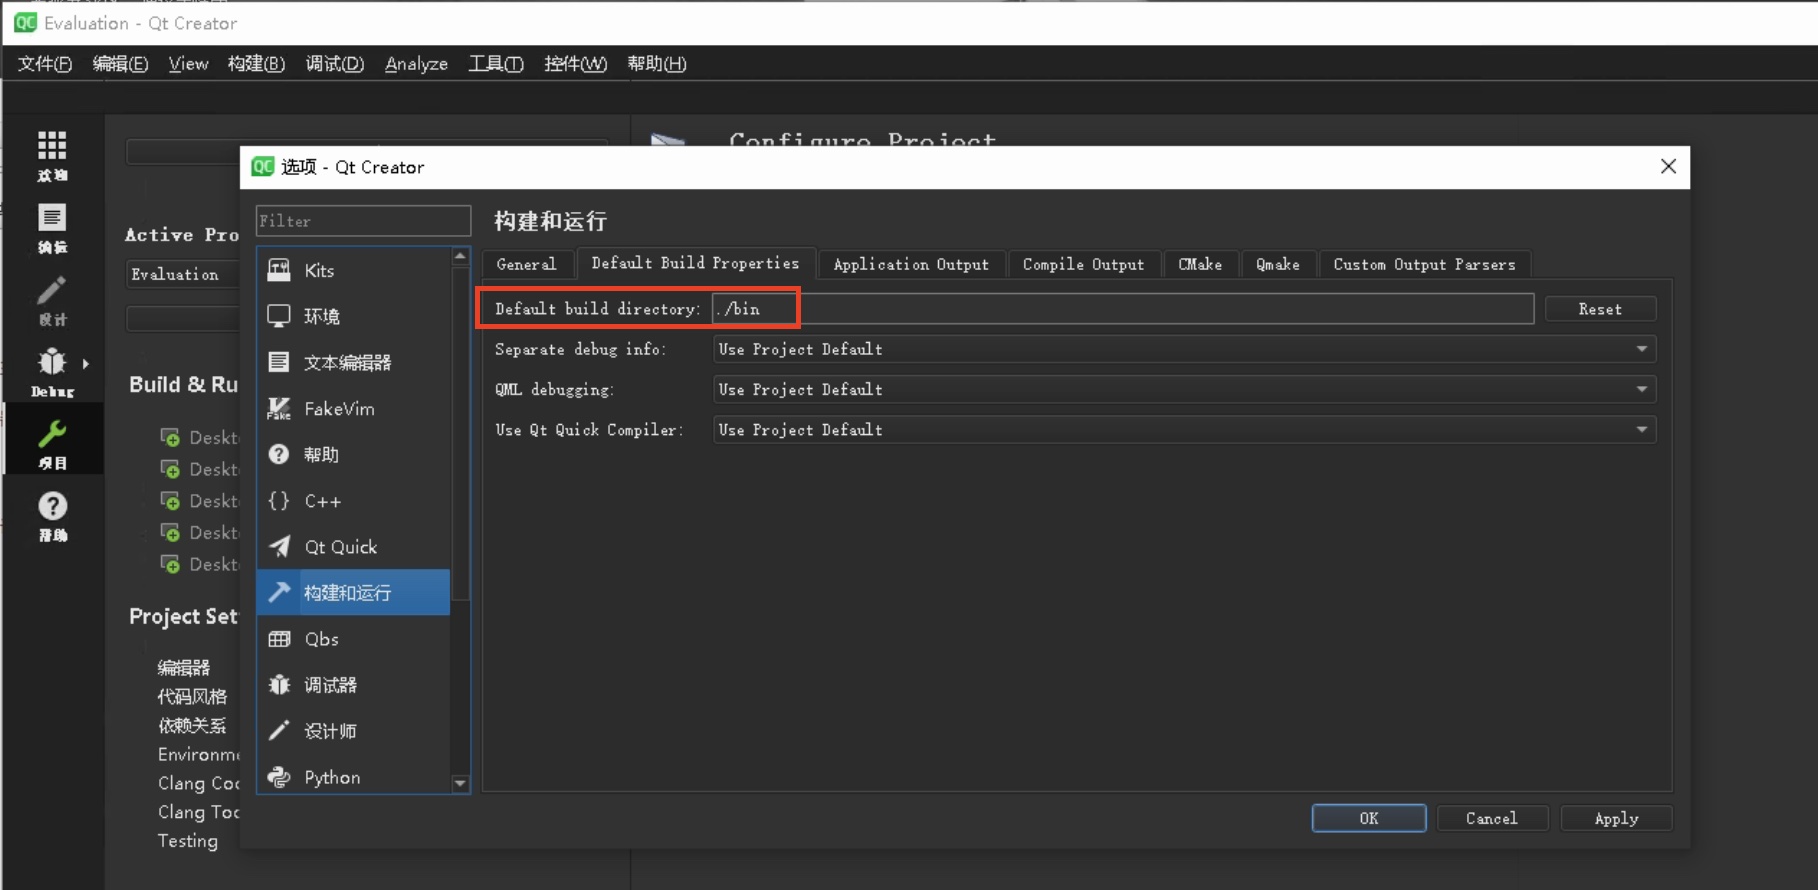 Evaluation - Qt Creator
文件(F) 编辑(E) View 构建(B) 调试(D) Analyze 工具(T) 控件(W) 帮助(H)
欢迎
编辑
设计
Debug
项目
帮助
Active Pro
Evaluation
Build & Ru
Deskt
Deskt
Deskt
Deskt
Deskt
Project Set
编辑器
代码风格
依赖关系
Environme
Clang Coc
Clang Toc
Testing
Configure Project
选项 - Qt Creator
Filter
Kits
环境
文本编辑器
FakeVim
帮助
C++
Qt Quick
构建和运行
Qbs
调试器
设计师
Python
构建和运行
General Default Build Properties Application Output Compile Output CMake Qmake Custom Output Parsers
Default build directory: ./bin Reset
Separate debug info: Use Project Default
QML debugging: Use Project Default
Use Qt Quick Compiler: Use Project Default
OK Cancel Apply